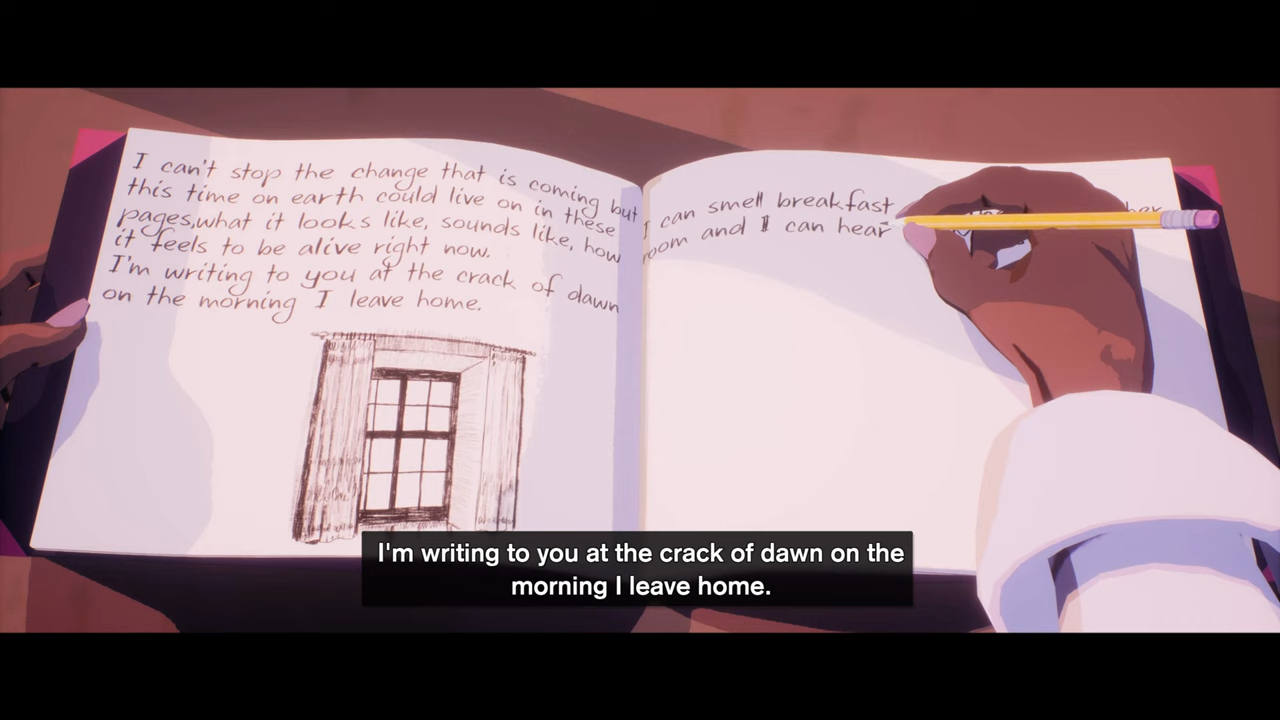 I can't stop the change that is coming but
this time on earth could live on in these
pages,what it looks like, sounds like, how
it feels to be alive right now.
I'm writing to you at the crack of dawn
on the morning I leave home.
I can smell breakfast
room and I can hear
I'm writing to you at the crack of dawn on the
morning I leave home.